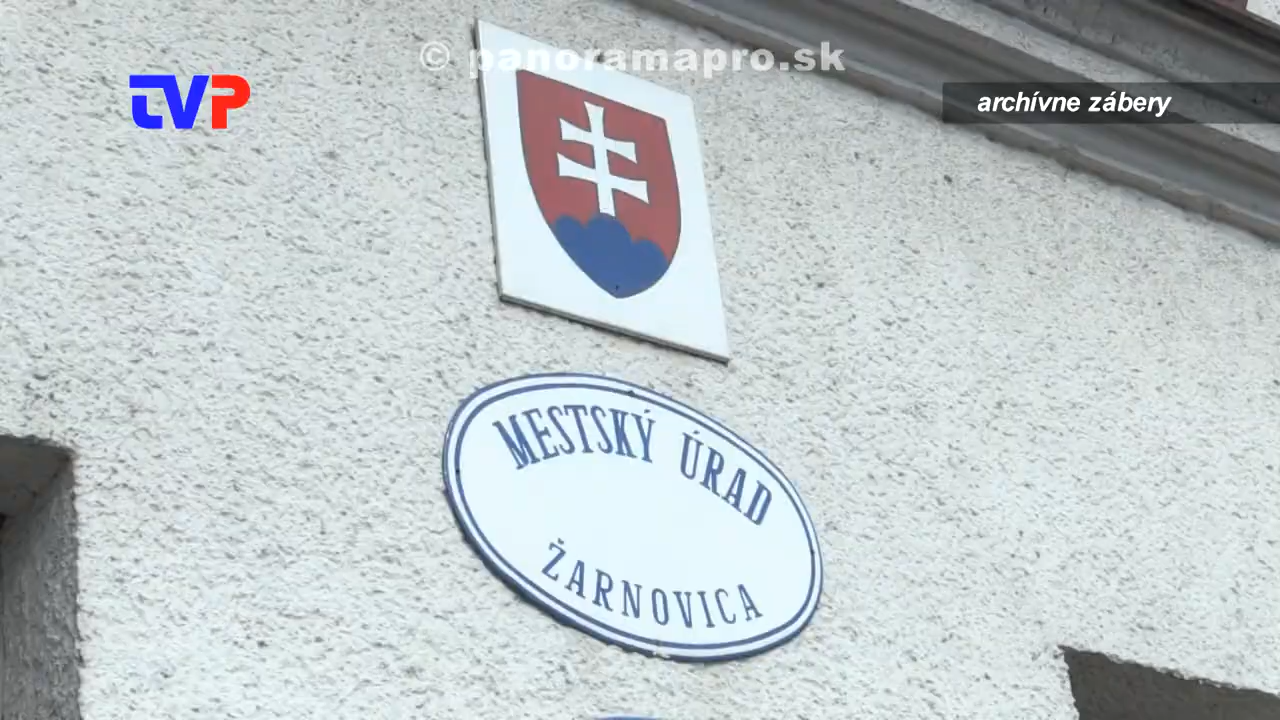 © panoramapro.sk
TVP
archívne zábery
MESTSKÝ ÚRAD
ŽARNOVICA